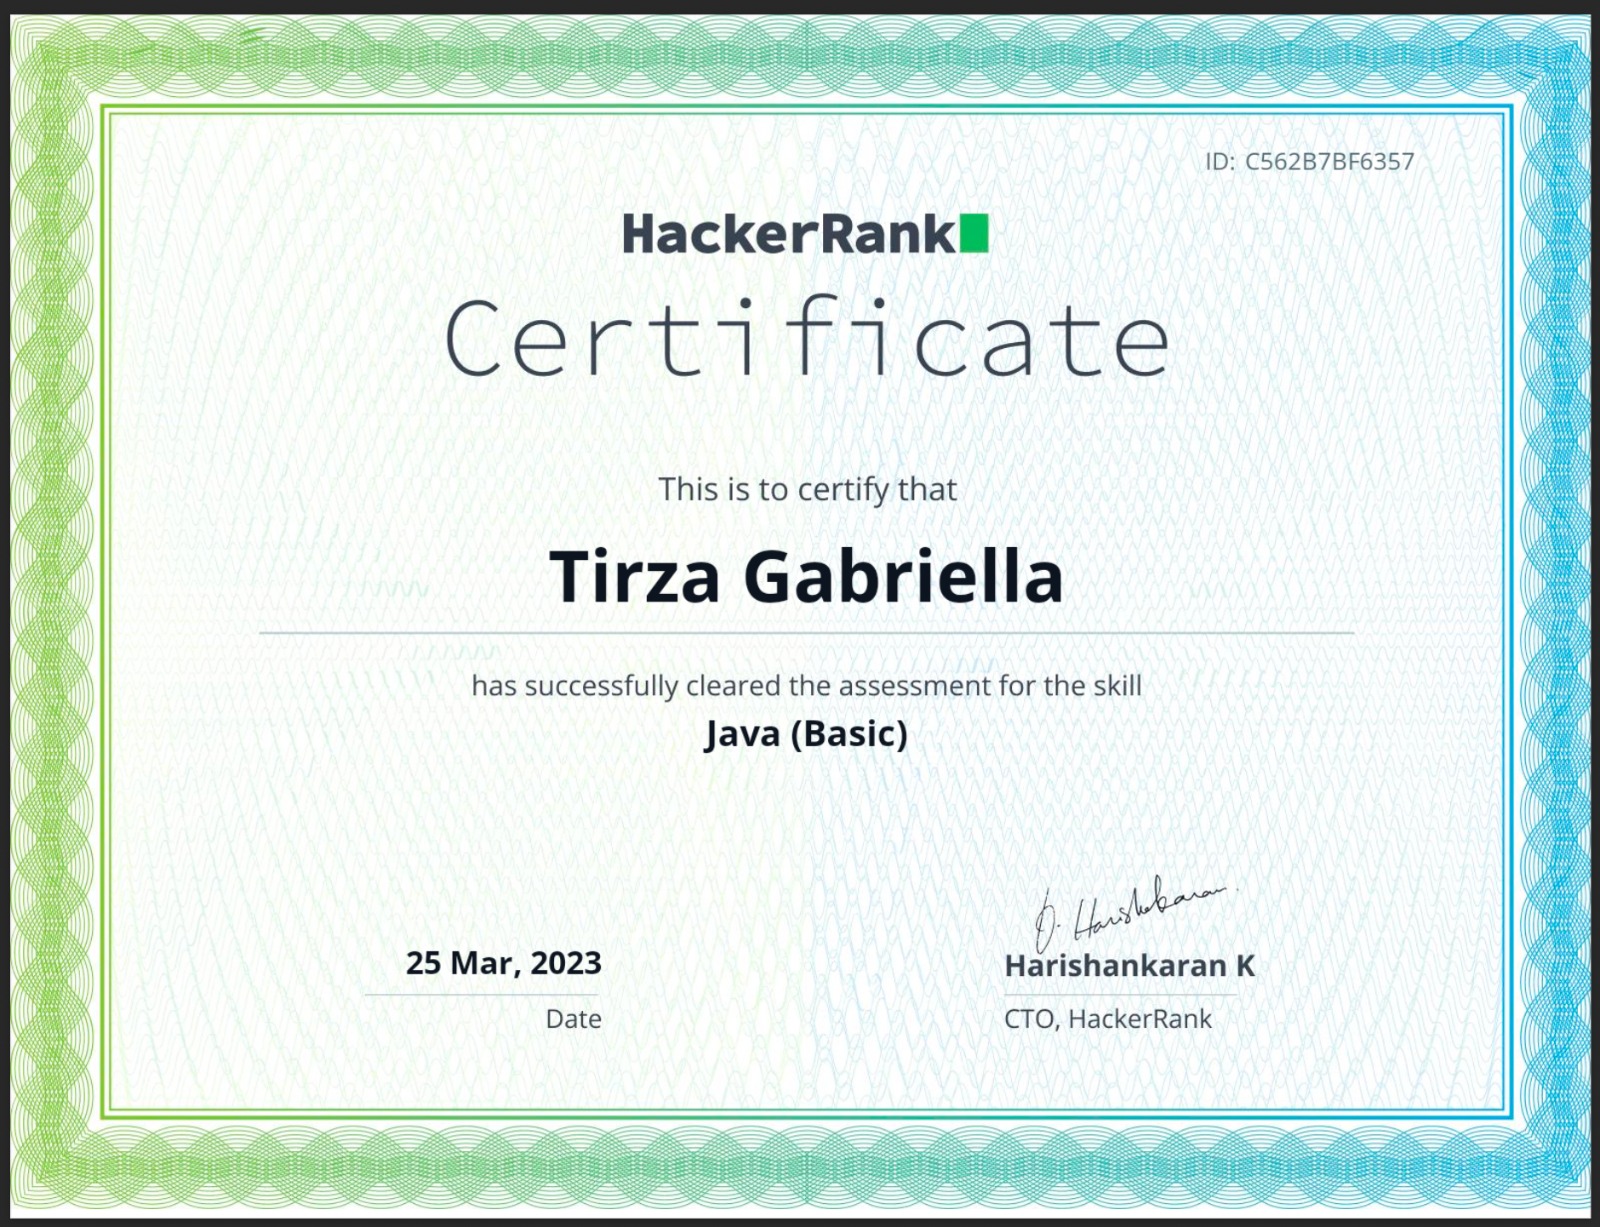 ID: C562B7BF6357
HackerRank
Certificate
This is to certify that
Tirza Gabriella
has successfully cleared the assessment for the skill
Java (Basic)
25 Mar, 2023
Date
Harishankaran K
CTO, HackerRank